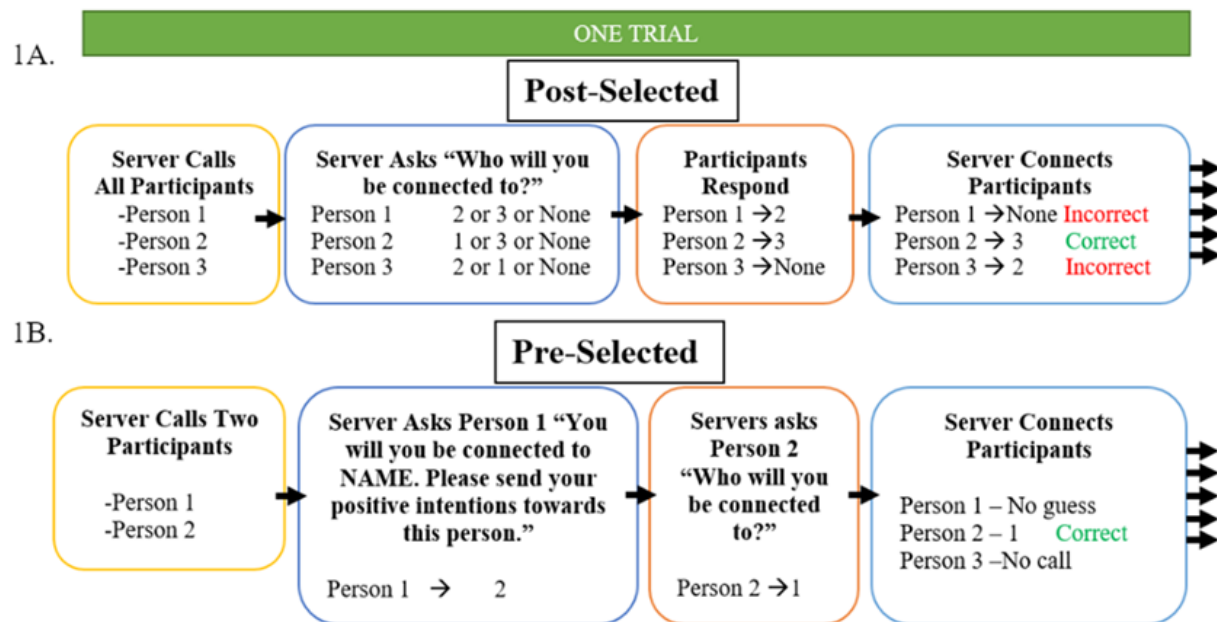 ONE TRIAL
1A.
Post-Selected
Server Calls
All Participants
-Person 1
-Person 2
-Person 3
Server Asks “Who will you
be connected to?”
Person 1 2 or 3 or None
Person 2 1 or 3 or None
Person 3 2 or 1 or None
Participants
Respond
Person 1 →2
Person 2 →3
Person 3 →None
Server Connects
Participants
Person 1 →None Incorrect
Person 2 → 3 Correct
Person 3 → 2 Incorrect
1B.
Pre-Selected
Server Calls Two
Participants
-Person 1
-Person 2
Server Asks Person 1 “You
will you be connected to
NAME. Please send your
positive intentions towards
this person.”
Person 1 → 2
Servers asks
Person 2
“Who will you
be connected
to?”
Person 2 →1
Server Connects
Participants
Person 1 – No guess
Person 2 – 1 Correct
Person 3 –No call